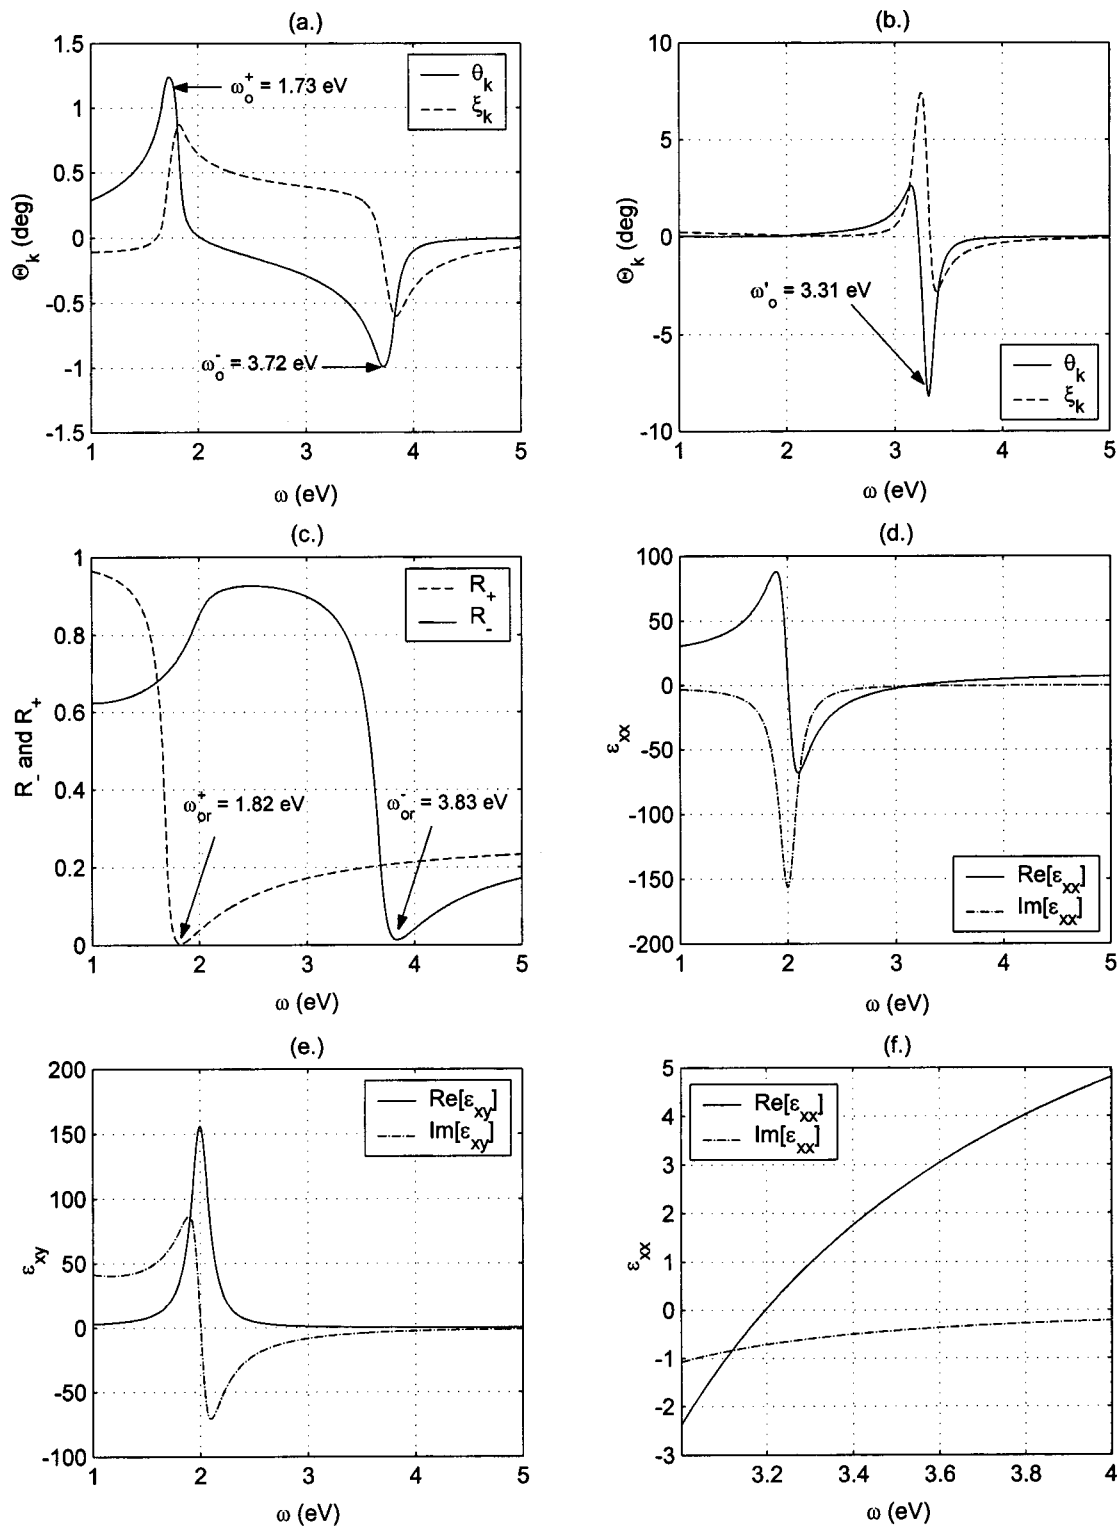 (a.)
1.5
1
0.5
0
-0.5
-1
-1.5
Θk (deg)
ωo+ = 1.73 eV
ωo- = 3.72 eV
θk
ξk
1 2 3 4 5
ω (eV)
(b.)
10
5
0
-5
-10
Θk (deg)
ω'o = 3.31 eV
θk
ξk
1 2 3 4 5
ω (eV)
(c.)
1
0.8
0.6
0.4
0.2
0
R- and R+
R+
R-
ωor+ = 1.82 eV
ωor- = 3.83 eV
1 2 3 4 5
ω (eV)
(d.)
100
50
0
-50
-100
-150
-200
εxx
Re[εxx]
Im[εxx]
1 2 3 4 5
ω (eV)
(e.)
200
150
100
50
0
-50
-100
εxy
Re[εxy]
Im[εxy]
1 2 3 4 5
ω (eV)
(f.)
5
4
3
2
1
0
-1
-2
-3
εxx
Re[εxx]
Im[εxx]
3.2 3.4 3.6 3.8 4
ω (eV)